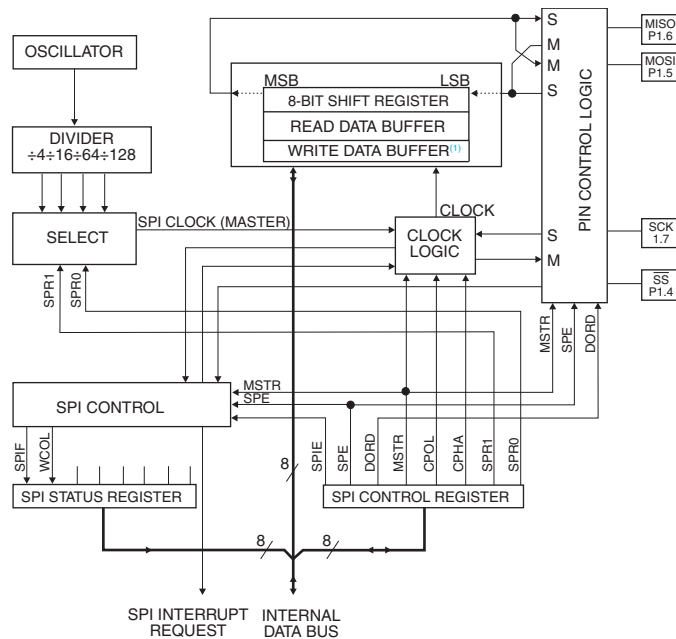 OSCILLATOR
DIVIDER
÷4÷16÷64÷128
SELECT
SPI CLOCK (MASTER)
SPR1
SPR0
MSB
LSB
8-BIT SHIFT REGISTER
READ DATA BUFFER
WRITE DATA BUFFER(1)
CLOCK
CLOCK
LOGIC
S
M
M
S
S
M
PIN CONTROL LOGIC
MISO
P1.6
MOSI
P1.5
SCK
1.7
SS
P1.4
MSTR
SPE
DORD
SPI CONTROL
MSTR
SPE
SPIF
WCOL
SPI STATUS REGISTER
8
SPIE
SPE
DORD
MSTR
CPOL
CPHA
SPR1
SPR0
SPI CONTROL REGISTER
8
8
SPI INTERRUPT
REQUEST
INTERNAL
DATA BUS